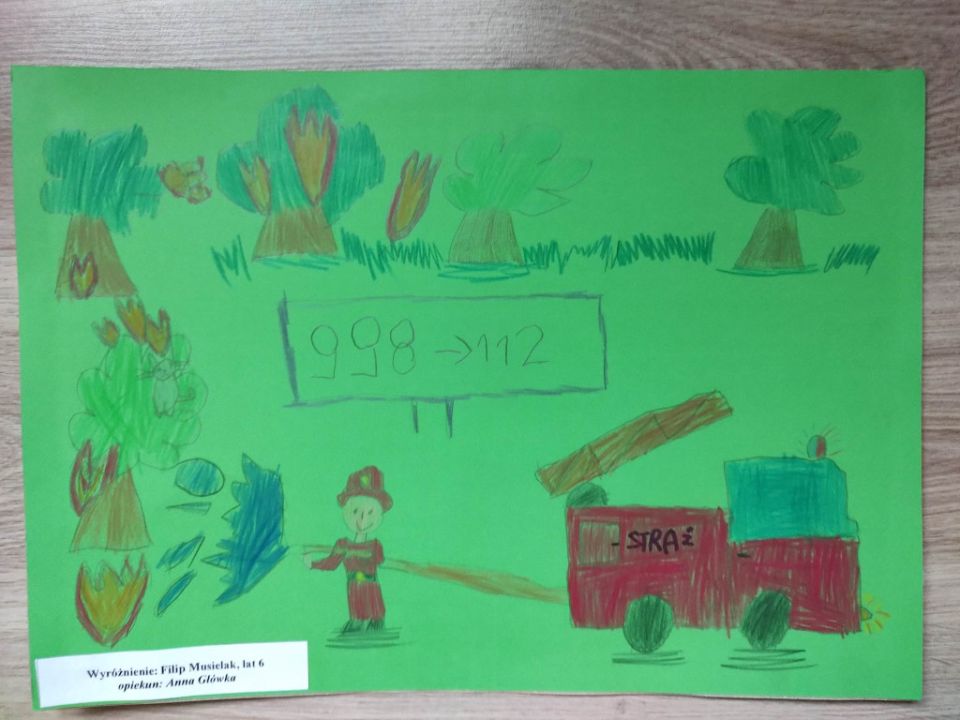 998 → 112
- STRAŻ -
Wyróżnienie: Filip Musielak, lat 6
opiekun: Anna Główka